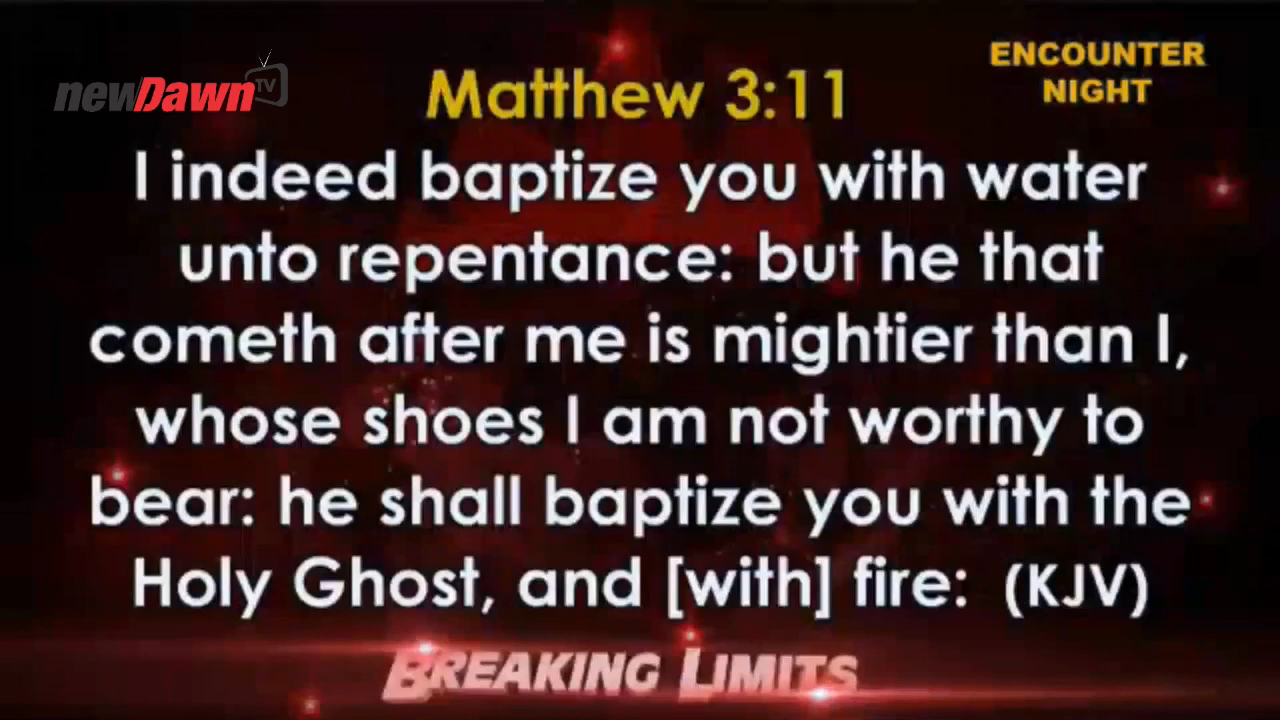 newDawn TV
ENCOUNTER
NIGHT
Matthew 3:11
I indeed baptize you with water
unto repentance: but he that
cometh after me is mightier than I,
whose shoes I am not worthy to
bear: he shall baptize you with the
Holy Ghost, and [with] fire: (KJV)
BREAKING LIMITS